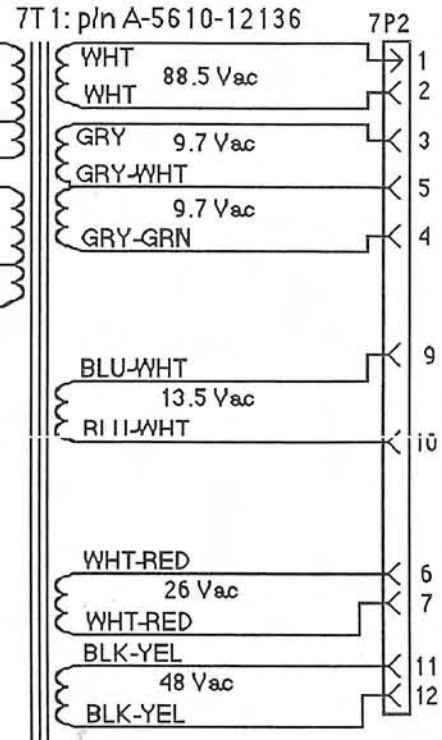 7T1: p/n A-5610-12136 7P2
WHT 1
88.5 Vac
WHT 2
GRY 3
9.7 Vac
GRY-WHT 5
9.7 Vac
GRY-GRN 4
BLU-WHT 9
13.5 Vac
BLU-WHT 10
WHT-RED 6
26 Vac
WHT-RED 7
BLK-YEL 11
48 Vac
BLK-YEL 12